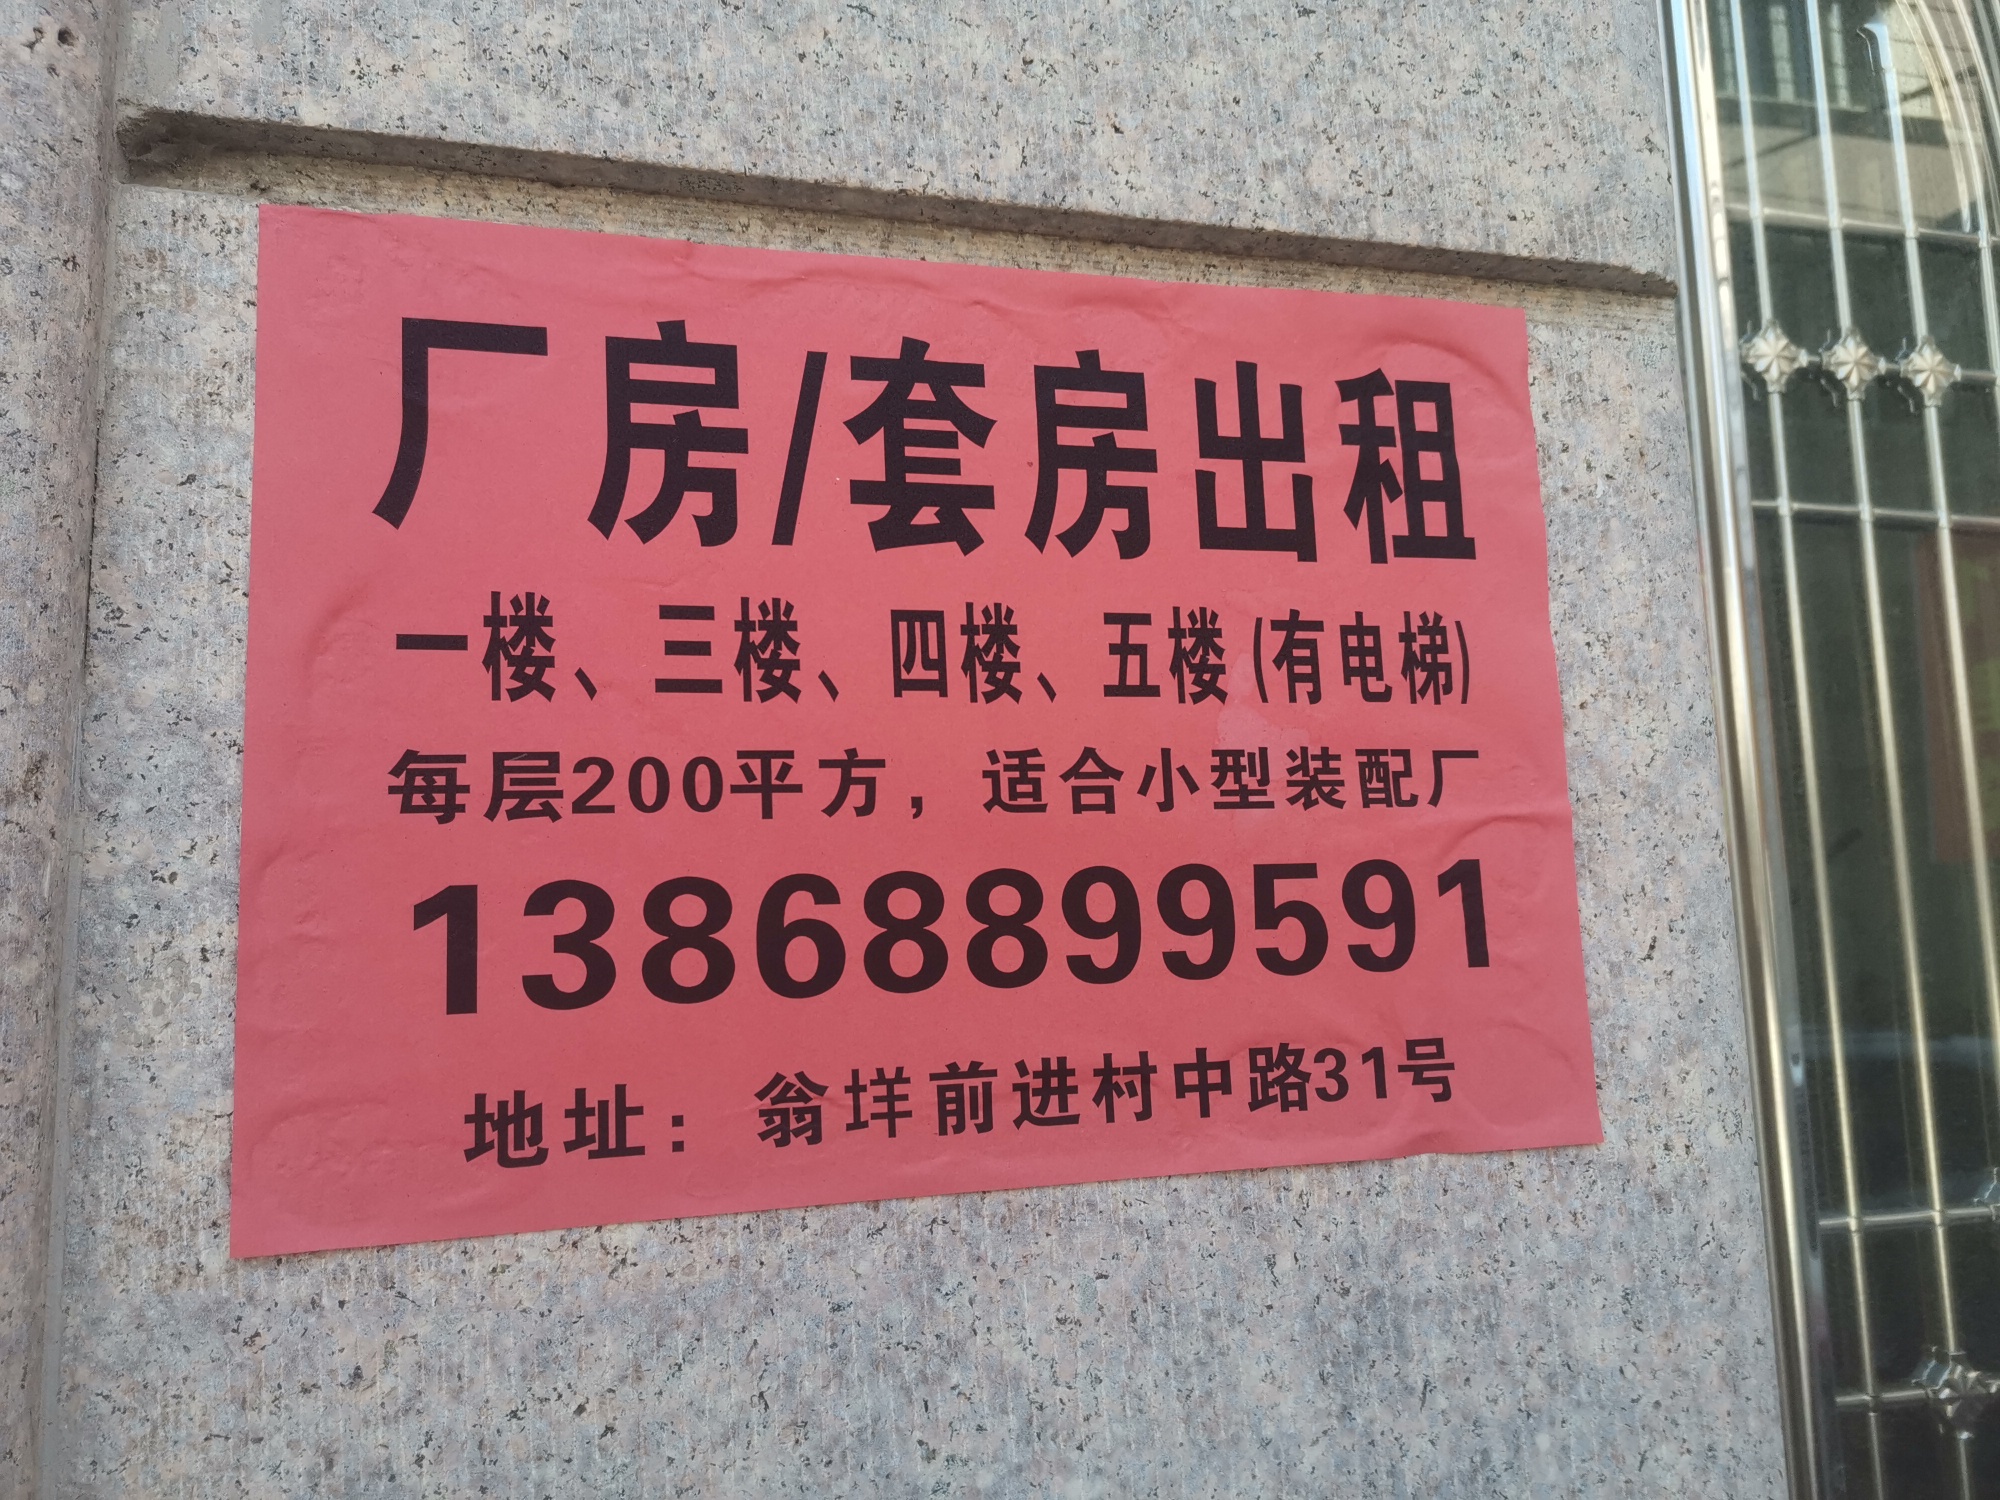 厂房/套房出租
一楼、三楼、四楼、五楼(有电梯)
每层200平方，适合小型装配厂
13868899591
地址：翁垟前进村中路31号